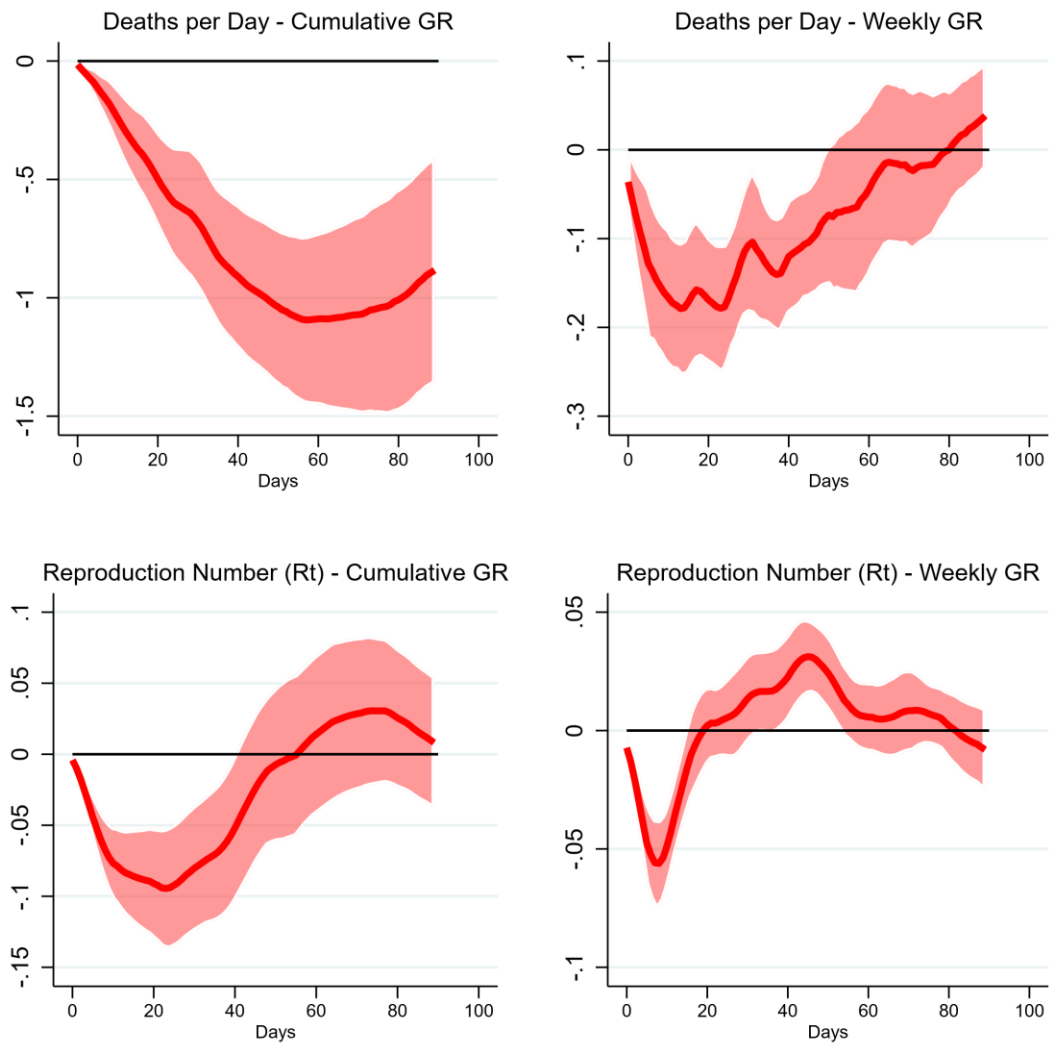 Deaths per Day - Cumulative GR
0
-.5
-1
-1.5
0 20 40 60 80 100
Days
Deaths per Day - Weekly GR
.1
0
-.1
-.2
-.3
0 20 40 60 80 100
Days
Reproduction Number (Rt) - Cumulative GR
.1
.05
0
-.05
-.1
-.15
0 20 40 60 80 100
Days
Reproduction Number (Rt) - Weekly GR
.05
0
-.05
-.1
0 20 40 60 80 100
Days